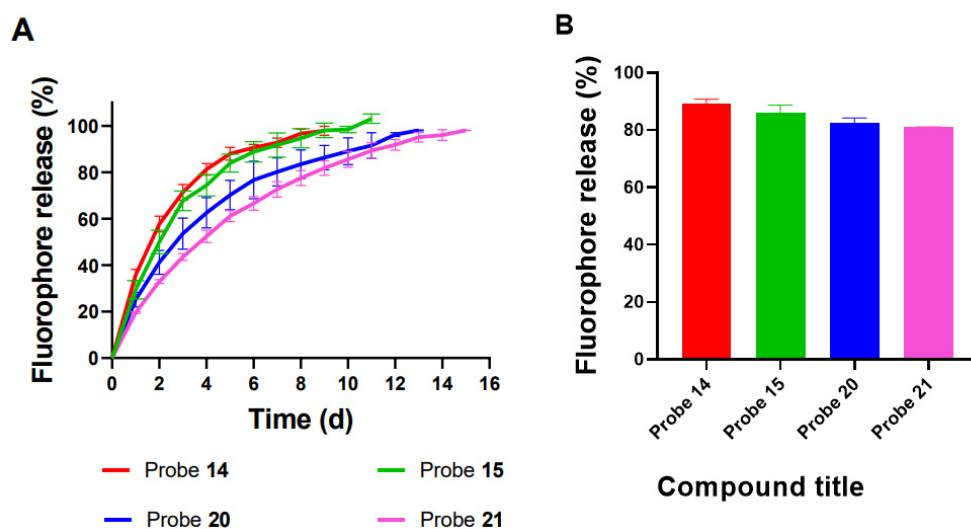 A
Fluorophore release (%)
100
80
60
40
20
0
0 2 4 6 8 10 12 14 16
Time (d)
Probe 14
Probe 15
Probe 20
Probe 21
B
Fluorophore release (%)
100
80
60
40
20
0
Probe 14
Probe 15
Probe 20
Probe 21
Compound title